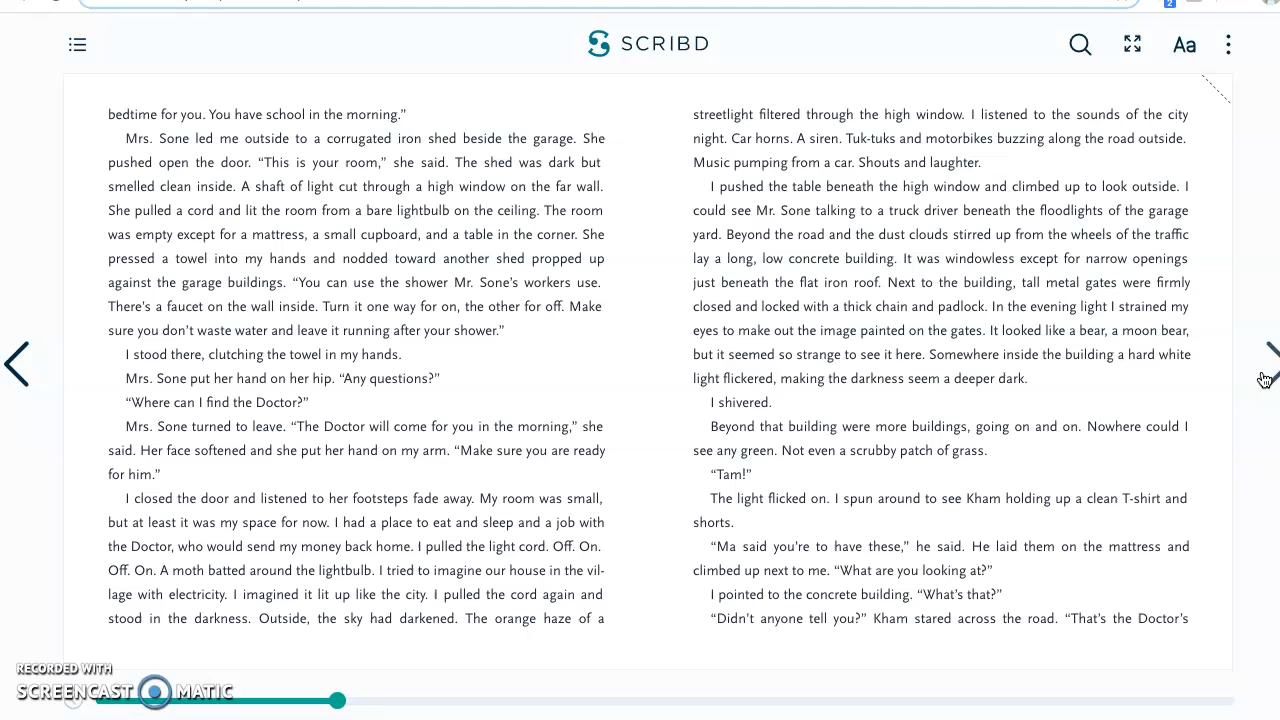 2
SCRIBD
Aa
bedtime for you. You have school in the morning.”
Mrs. Sone led me outside to a corrugated iron shed beside the garage. She
pushed open the door. “This is your room,” she said. The shed was dark but
smelled clean inside. A shaft of light cut through a high window on the far wall.
She pulled a cord and lit the room from a bare lightbulb on the ceiling. The room
was empty except for a mattress, a small cupboard, and a table in the corner. She
pressed a towel into my hands and nodded toward another shed propped up
against the garage buildings. “You can use the shower Mr. Sone’s workers use.
There’s a faucet on the wall inside. Turn it one way for on, the other for off. Make
sure you don’t waste water and leave it running after your shower.”
I stood there, clutching the towel in my hands.
Mrs. Sone put her hand on her hip. “Any questions?”
“Where can I find the Doctor?”
Mrs. Sone turned to leave. “The Doctor will come for you in the morning,” she
said. Her face softened and she put her hand on my arm. “Make sure you are ready
for him.”
I closed the door and listened to her footsteps fade away. My room was small,
but at least it was my space for now. I had a place to eat and sleep and a job with
the Doctor, who would send my money back home. I pulled the light cord. Off. On.
Off. On. A moth batted around the lightbulb. I tried to imagine our house in the vil-
lage with electricity. I imagined it lit up like the city. I pulled the cord again and
stood in the darkness. Outside, the sky had darkened. The orange haze of a
streetlight filtered through the high window. I listened to the sounds of the city
night. Car horns. A siren. Tuk-tuks and motorbikes buzzing along the road outside.
Music pumping from a car. Shouts and laughter.
I pushed the table beneath the high window and climbed up to look outside. I
could see Mr. Sone talking to a truck driver beneath the floodlights of the garage
yard. Beyond the road and the dust clouds stirred up from the wheels of the traffic
lay a long, low concrete building. It was windowless except for narrow openings
just beneath the flat iron roof. Next to the building, tall metal gates were firmly
closed and locked with a thick chain and padlock. In the evening light I strained my
eyes to make out the image painted on the gates. It looked like a bear, a moon bear,
but it seemed so strange to see it here. Somewhere inside the building a hard white
light flickered, making the darkness seem a deeper dark.
I shivered.
Beyond that building were more buildings, going on and on. Nowhere could I
see any green. Not even a scrubby patch of grass.
“Tam!”
The light flicked on. I spun around to see Kham holding up a clean T-shirt and
shorts.
“Ma said you’re to have these,” he said. He laid them on the mattress and
climbed up next to me. “What are you looking at?”
I pointed to the concrete building. “What’s that?”
“Didn’t anyone tell you?” Kham stared across the road. “That’s the Doctor’s
RECORDED WITH
SCREENCAST MATIC